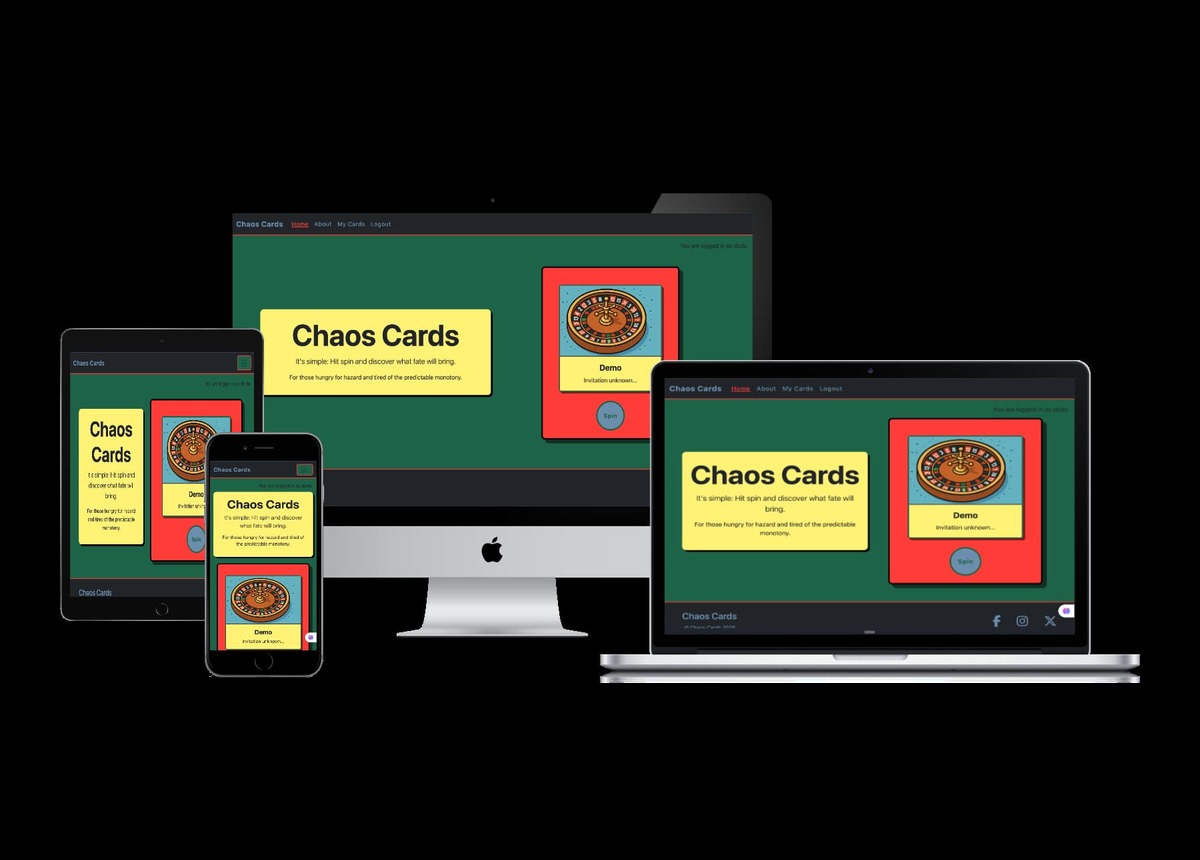 Chaos Cards Home About My Cards Logout
You are logged in as
Chaos Cards
It's simple: Hit spin and discover what fate will bring.
For those hungry for hazard and tired of the predictable monotony.
Demo
Invitation unknown...
Spin
Chaos Cards
Chaos
Cards
It's simple: Hit spin and
discover what fate will
bring.
For those hungry for hazard
and tired of the predictable
monotony.
Demo
Spin
Chaos Cards
Chaos Cards
You are logged in as
Chaos Cards
It's simple: Hit spin and discover
what fate will bring.
For those hungry for hazard and tired of
the predictable monotony.
Demo
Invitation unknown...
Chaos Cards Home About My Cards Logout
You are logged in as
Chaos Cards
It's simple: Hit spin and discover what fate will
bring.
For those hungry for hazard and tired of the predictable
monotony.
Demo
Invitation unknown...
Spin
Chaos Cards